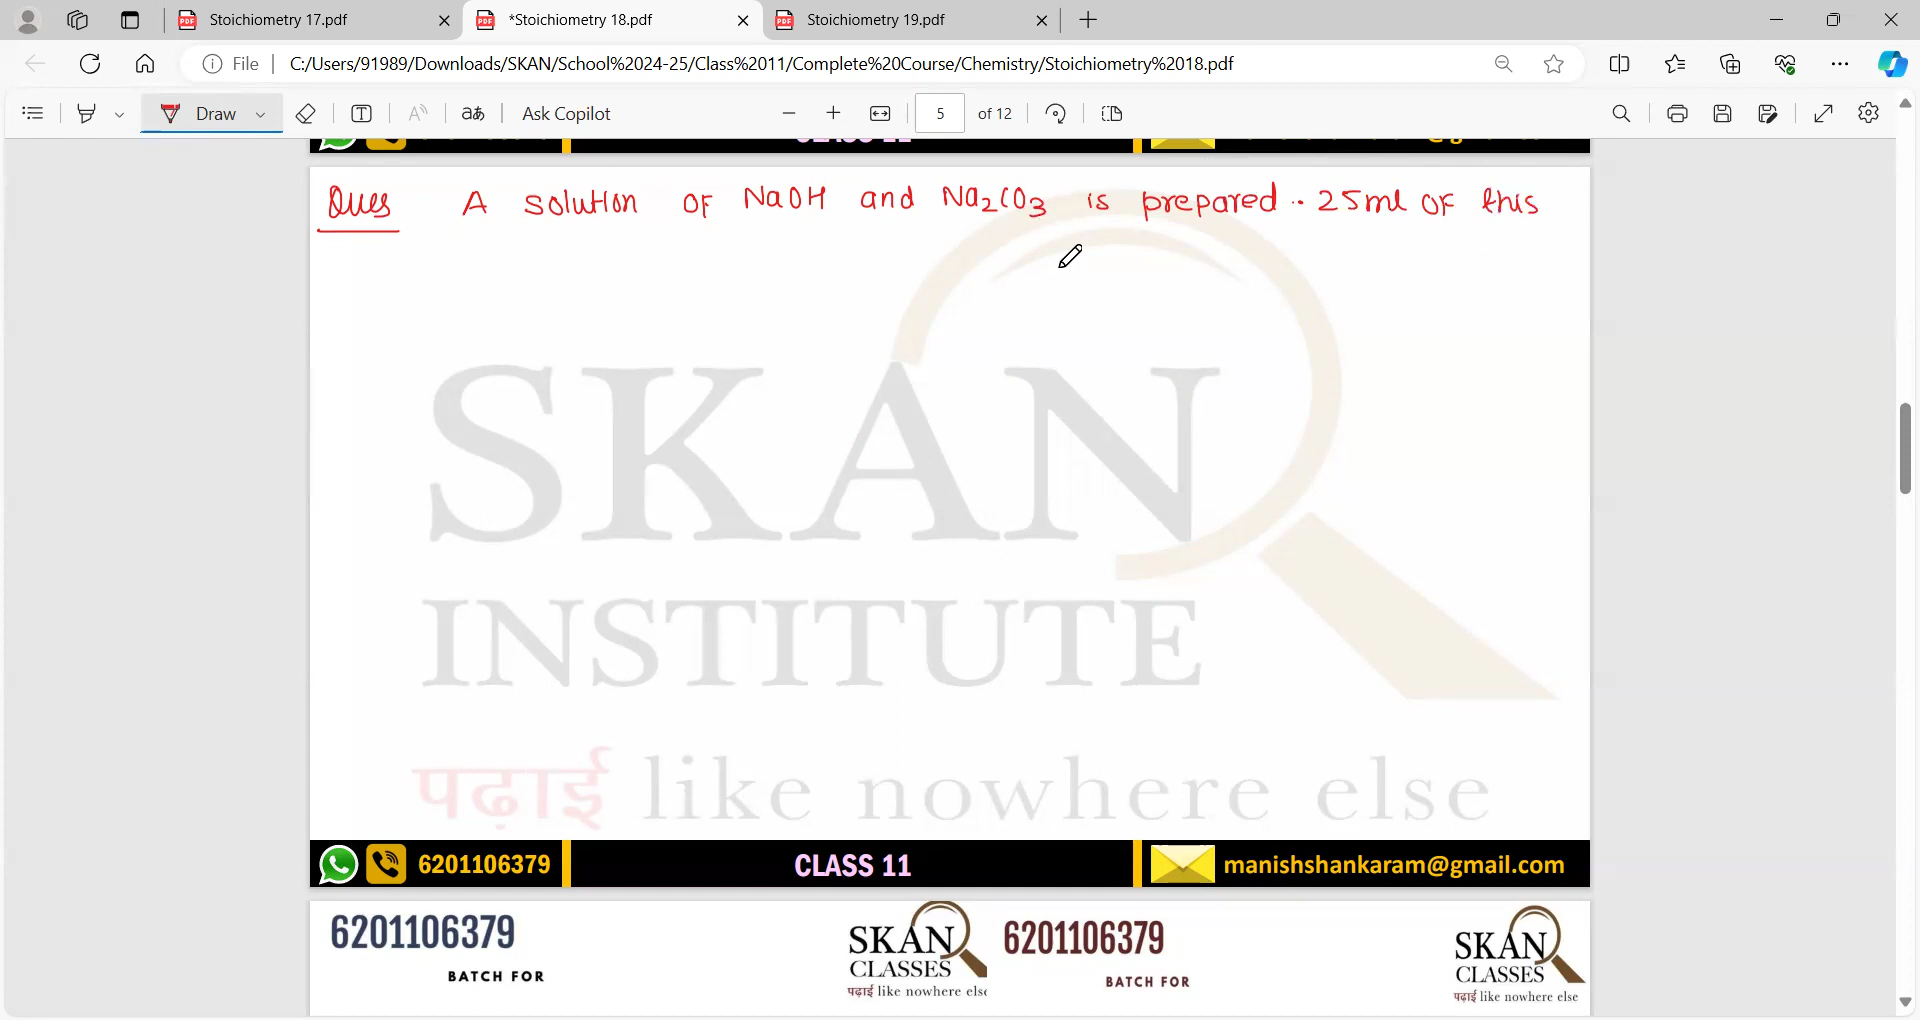 Stoichiometry 17.pdf
*Stoichiometry 18.pdf
Stoichiometry 19.pdf
File
C:/Users/91989/Downloads/SKAN/School%2024-25/Class%2011/Complete%20Course/Chemistry/Stoichiometry%2018.pdf
Draw
aあ
Ask Copilot
5 of 12
Ques A solution of NaOH and Na2CO3 is prepared. 25ml of this
SKAN
INSTITUTE
पढ़ाई like nowhere else
6201106379 CLASS 11 manishshankaram@gmail.com
6201106379
BATCH FOR
SKAN
CLASSES
पढ़ाई like nowhere else
6201106379
BATCH FOR
SKAN
CLASSES
पढ़ाई like nowhere else